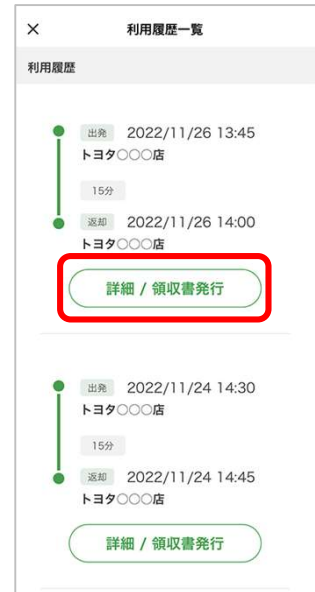 × 利用履歴一覧
利用履歴
出発 2022/11/26 13:45
トヨタ○○○店
15分
返却 2022/11/26 14:00
トヨタ○○○店
詳細 / 領収書発行
出発 2022/11/24 14:30
トヨタ○○○店
15分
返却 2022/11/24 14:45
トヨタ○○○店
詳細 / 領収書発行